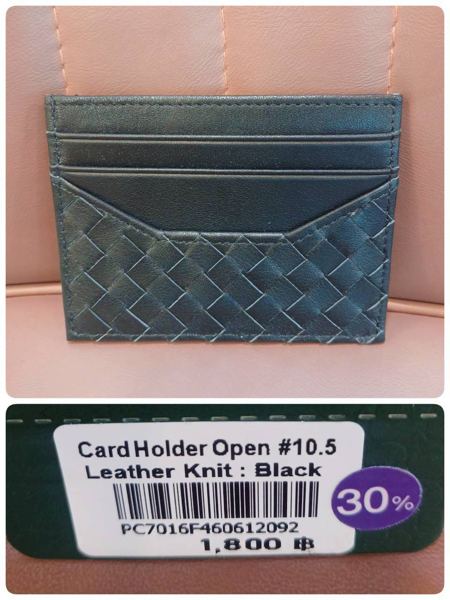 Card Holder Open #10.5
Leather Knit : Black
30%
PC7016F460612092
1,800 ฿